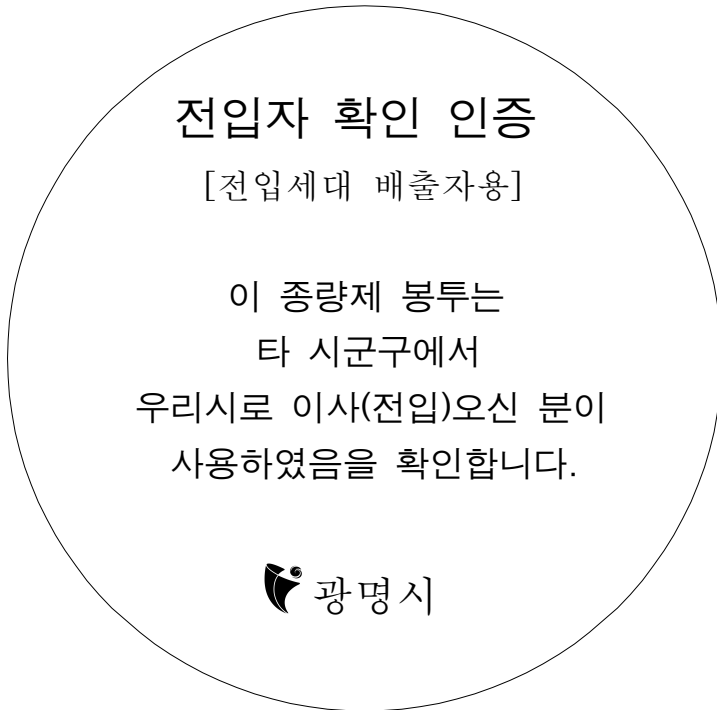 전입자 확인 인증
[전입세대 배출자용]
이 종량제 봉투는
타 시군구에서
우리시로 이사(전입)오신 분이
사용하였음을 확인합니다.
광명시